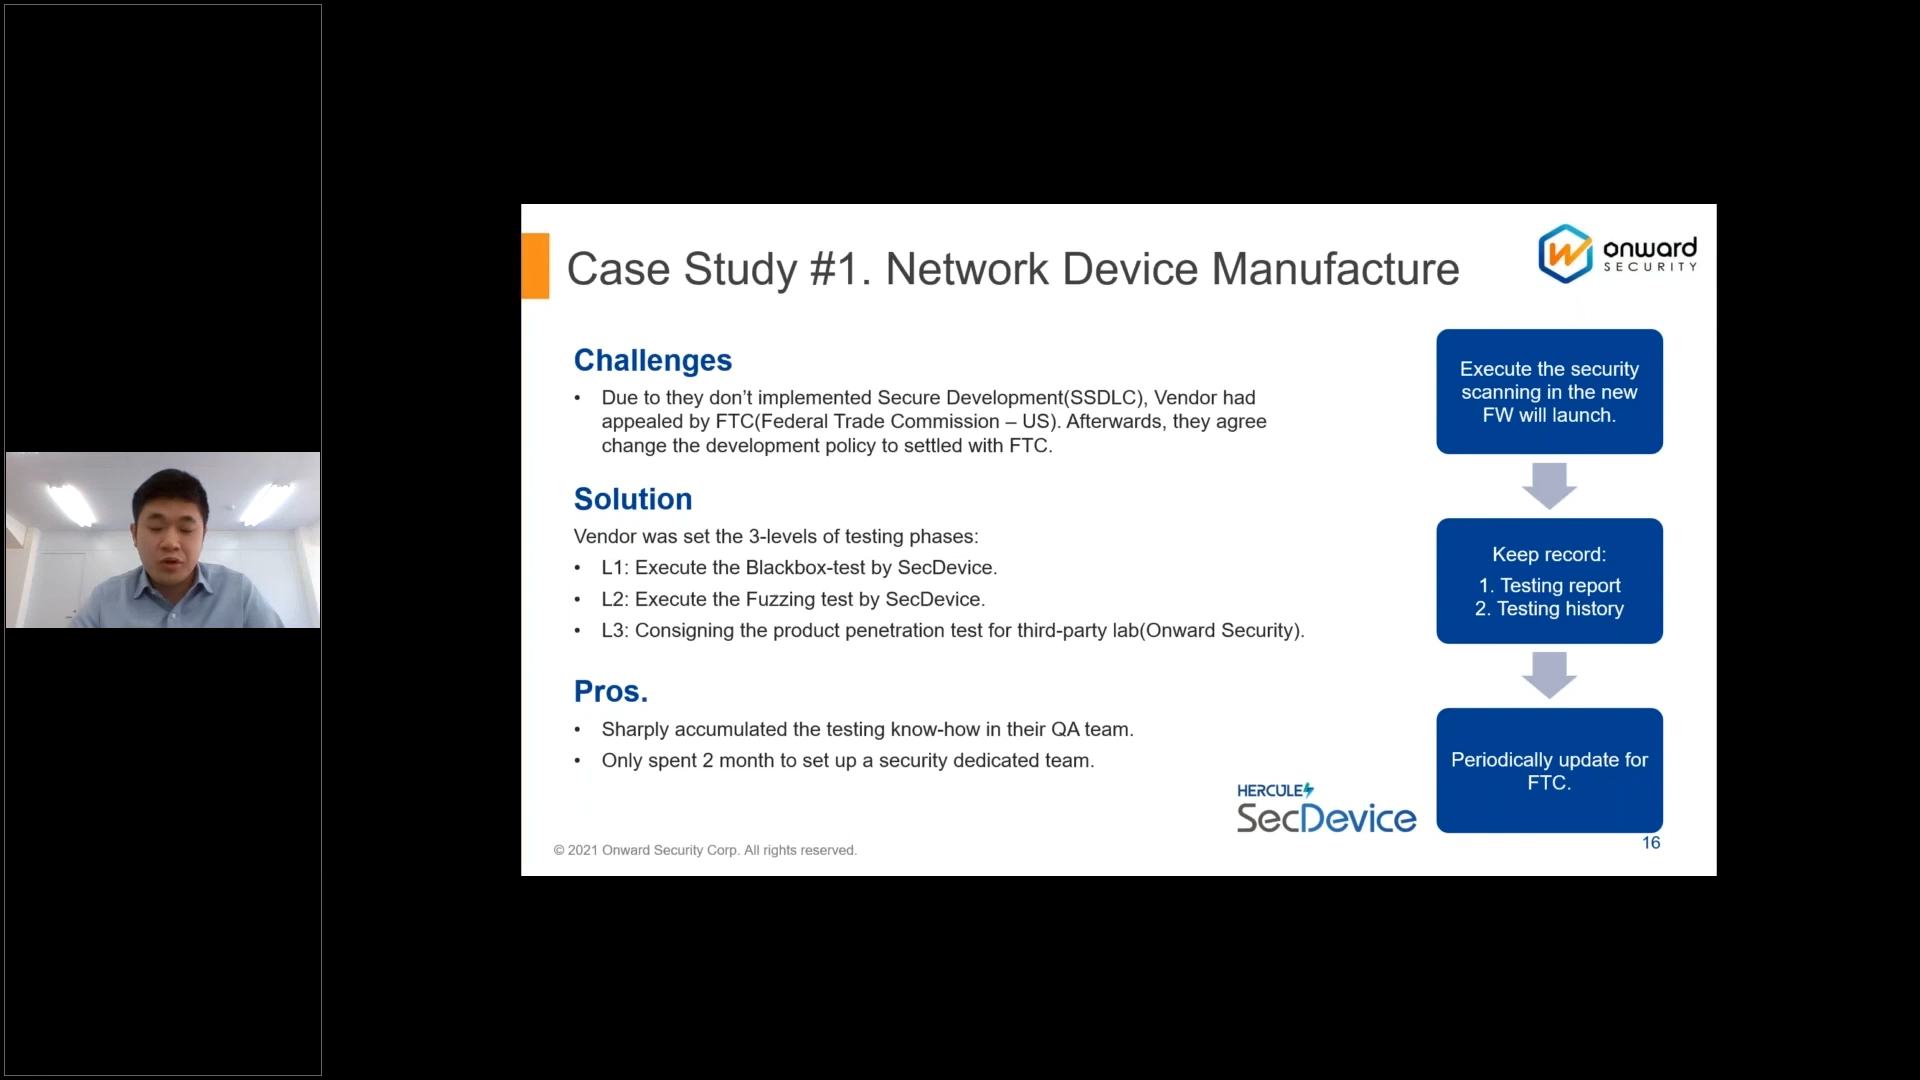 Case Study #1. Network Device Manufacture
onward
SECURITY
Challenges
• Due to they don’t implemented Secure Development(SSDLC), Vendor had
appealed by FTC(Federal Trade Commission – US). Afterwards, they agree
change the development policy to settled with FTC.
Solution
Vendor was set the 3-levels of testing phases:
• L1: Execute the Blackbox-test by SecDevice.
• L2: Execute the Fuzzing test by SecDevice.
• L3: Consigning the product penetration test for third-party lab(Onward Security).
Pros.
• Sharply accumulated the testing know-how in their QA team.
• Only spent 2 month to set up a security dedicated team.
Execute the security
scanning in the new
FW will launch.
Keep record:
1. Testing report
2. Testing history
Periodically update for
FTC.
HERCULES
SecDevice
© 2021 Onward Security Corp. All rights reserved.
16